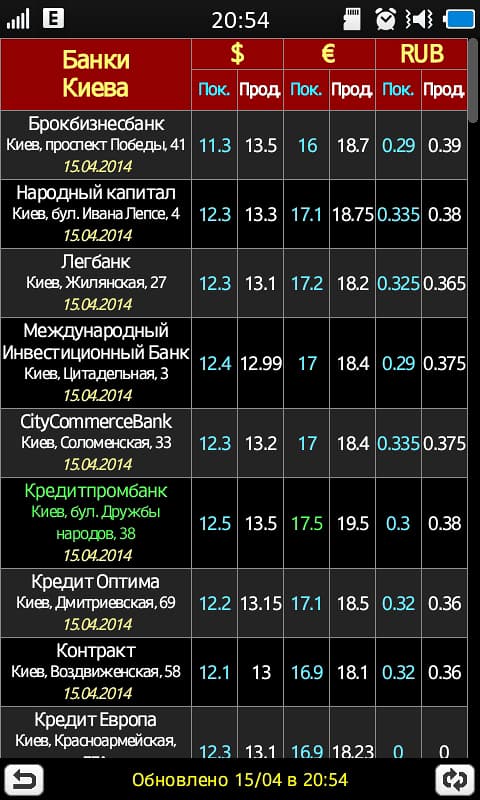 E 20:54
Банки Киева $ € RUB
Пок. Прод. Пок. Прод. Пок. Прод.
Брокбизнесбанк
Киев, проспект Победы, 41
15.04.2014
11.3 13.5 16 18.7 0.29 0.39
Народный капитал
Киев, бул. Ивана Лепсе, 4
15.04.2014
12.3 13.3 17.1 18.75 0.335 0.38
Легбанк
Киев, Жилянская, 27
15.04.2014
12.3 13.1 17.2 18.2 0.325 0.365
Международный
Инвестиционный Банк
Киев, Цитадельная, 3
15.04.2014
12.4 12.99 17 18.4 0.29 0.375
CityCommerceBank
Киев, Соломенская, 33
15.04.2014
12.3 13.2 17 18.4 0.335 0.375
Кредитпромбанк
Киев, бул. Дружбы
народов, 38
15.04.2014
12.5 13.5 17.5 19.5 0.3 0.38
Кредит Оптима
Киев, Дмитриевская, 69
15.04.2014
12.2 13.15 17.1 18.5 0.32 0.36
Контракт
Киев, Воздвиженская, 58
15.04.2014
12.1 13 16.9 18.1 0.32 0.36
Кредит Европа
Киев, Красноармейская,
12.3 13.1 16.9 18.23 0 0
Обновлено 15/04 в 20:54